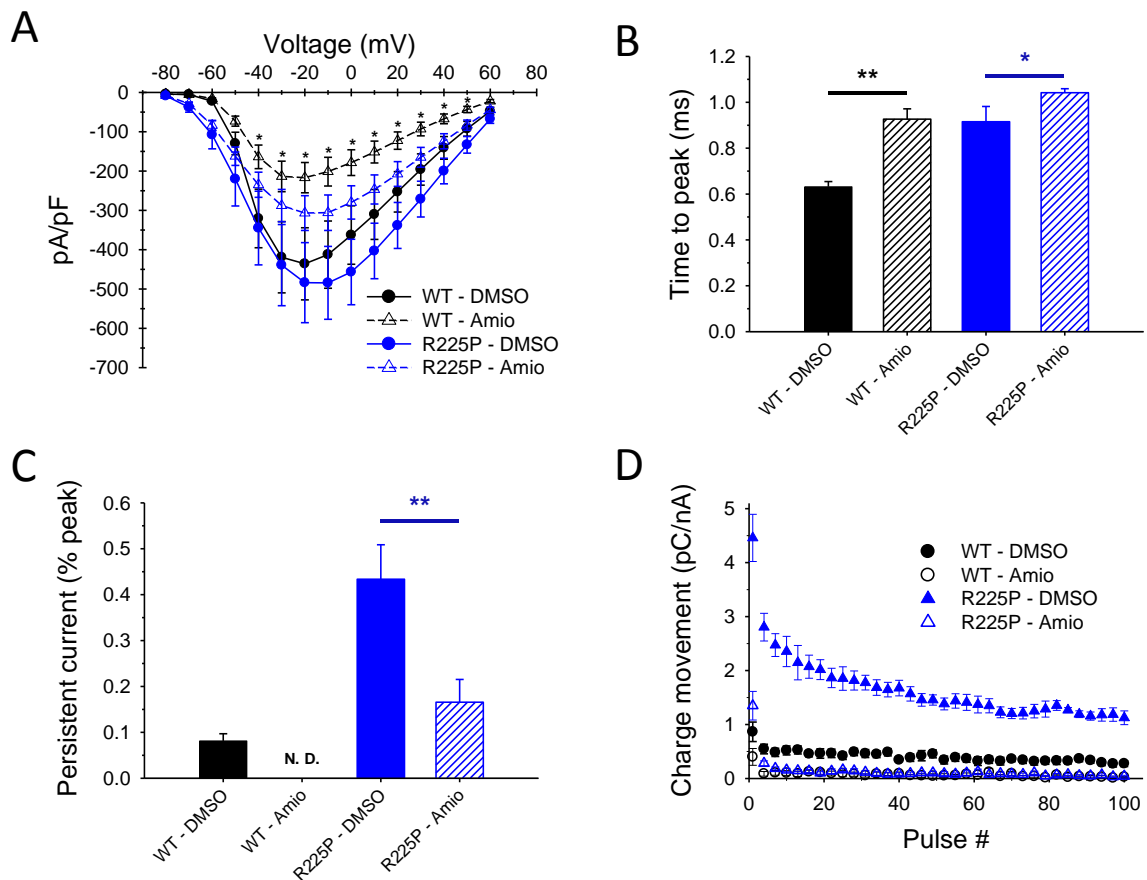 A
Voltage (mV)
-80 -60 -40 -20 0 20 40 60 80
0
-100
-200
-300
-400
-500
-600
-700
pA/pF
* * * * * * * * * *
WT - DMSO
WT - Amio
R225P - DMSO
R225P - Amio
B
1.2
1.0
0.8
0.6
0.4
0.2
0.0
Time to peak (ms)
**
*
WT - DMSO
WT - Amio
R225P - DMSO
R225P - Amio
C
0.6
0.5
0.4
0.3
0.2
0.1
0.0
Persistent current (% peak)
**
N. D.
WT - DMSO
WT - Amio
R225P - DMSO
R225P - Amio
D
5
4
3
2
1
0
Charge movement (pC/nA)
WT - DMSO
WT - Amio
R225P - DMSO
R225P - Amio
0 20 40 60 80 100
Pulse #